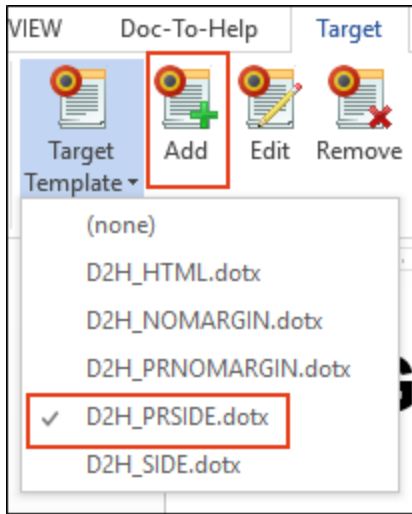 VIEW Doc-To-Help Target
Target Template Add Edit Remove
(none)
D2H_HTML.dotx
D2H_NOMARGIN.dotx
D2H_PRNOMARGIN.dotx
D2H_PRSIDE.dotx
D2H_SIDE.dotx